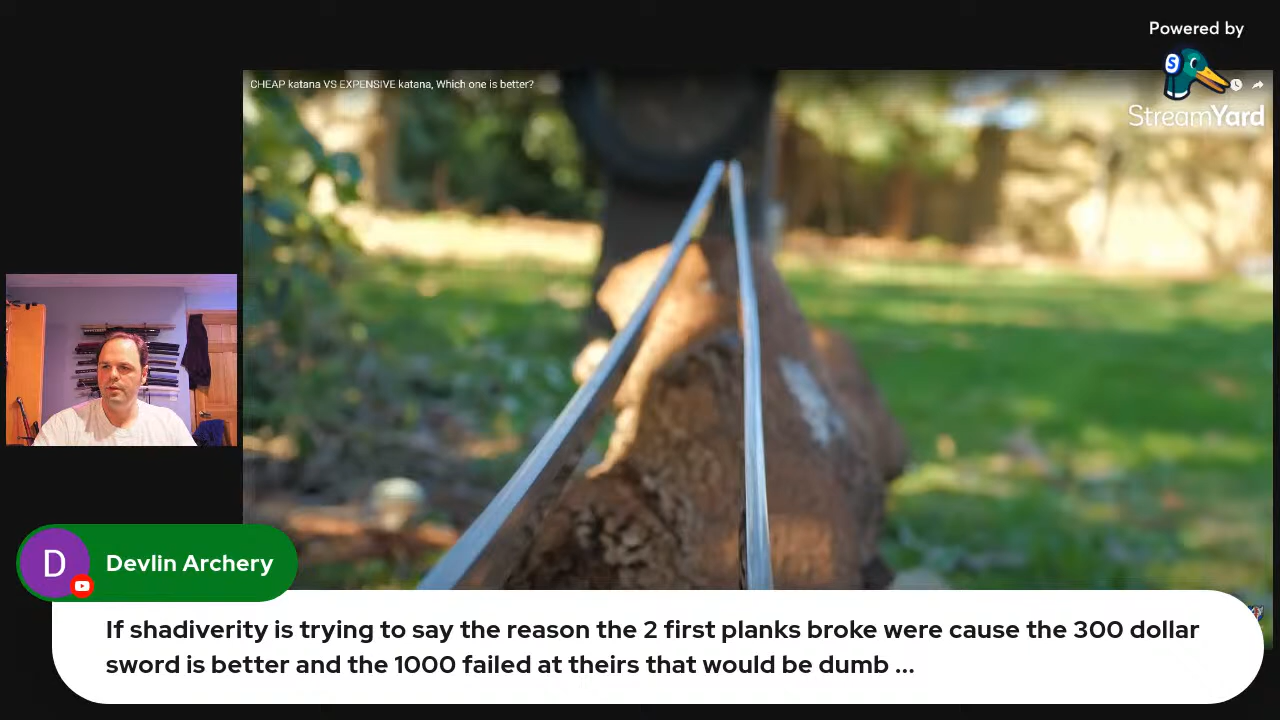 Powered by
CHEAP katana VS EXPENSIVE katana, Which one is better?
S
StreamYard
D
Devlin Archery
If shadiverity is trying to say the reason the 2 first planks broke were cause the 300 dollar
sword is better and the 1000 failed at theirs that would be dumb ...